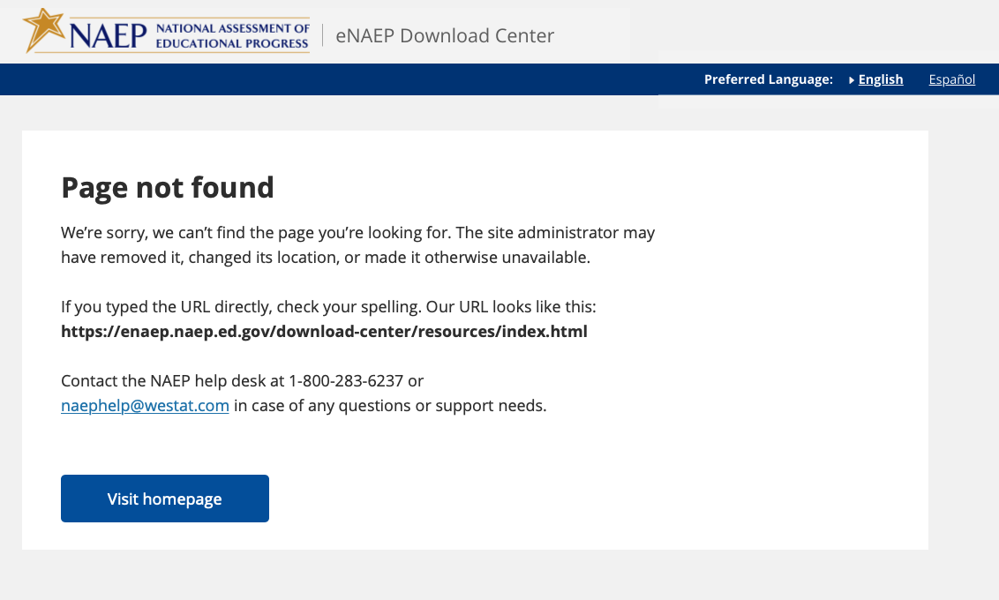 NAEP NATIONAL ASSESSMENT OF
EDUCATIONAL PROGRESS
eNAEP Download Center
Preferred Language: English Español
Page not found
We’re sorry, we can’t find the page you’re looking for. The site administrator may
have removed it, changed its location, or made it otherwise unavailable.
If you typed the URL directly, check your spelling. Our URL looks like this:
https://enaep.naep.ed.gov/download-center/resources/index.html
Contact the NAEP help desk at 1-800-283-6237 or
naephelp@westat.com in case of any questions or support needs.
Visit homepage